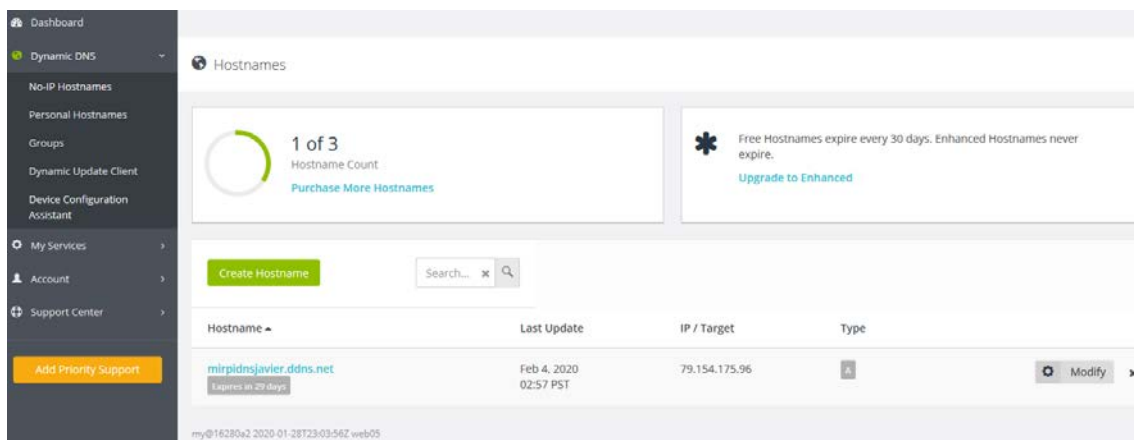 Dashboard
Dynamic DNS
No-IP Hostnames
Personal Hostnames
Groups
Dynamic Update Client
Device Configuration
Assistant
My Services
Account
Support Center
Add Priority Support
Hostnames
1 of 3
Hostname Count
Purchase More Hostnames
Free Hostnames expire every 30 days. Enhanced Hostnames never
expire.
Upgrade to Enhanced
Create Hostname
Search...
Hostname
Last Update
IP / Target
Type
mirpidnsjavier.ddns.net
Expires in 29 days
Feb 4, 2020
02:57 PST
79.154.175.96
A
Modify
my@16280a2 2020-01-28T23:03:56Z web05